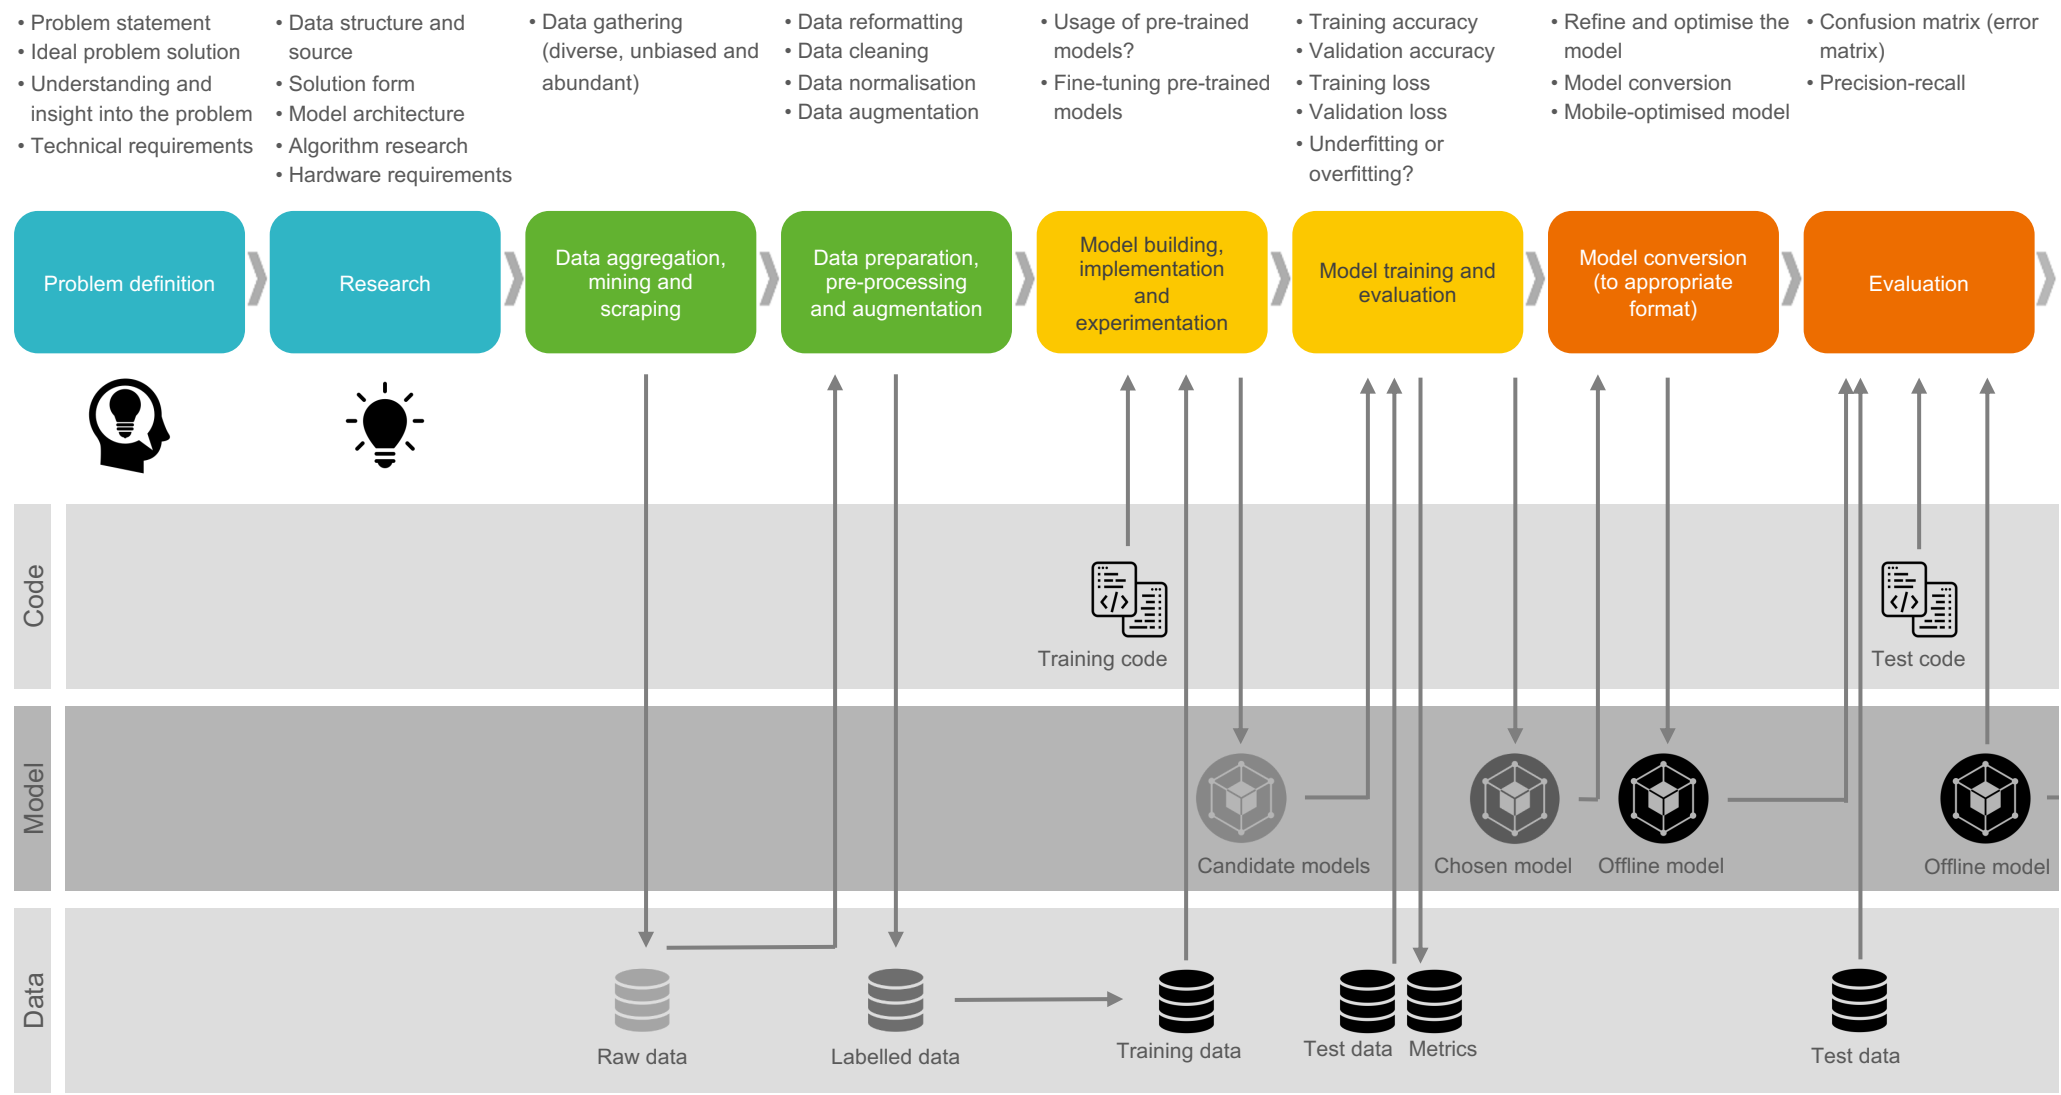 • Problem statement
• Ideal problem solution
• Understanding and
insight into the problem
• Technical requirements
• Data structure and
source
• Solution form
• Model architecture
• Algorithm research
• Hardware requirements
• Data gathering
(diverse, unbiased and
abundant)
• Data reformatting
• Data cleaning
• Data normalisation
• Data augmentation
• Usage of pre-trained
models?
• Fine-tuning pre-trained
models
• Training accuracy
• Validation accuracy
• Training loss
• Validation loss
• Underfitting or
overfitting?
• Refine and optimise the
model
• Model conversion
• Mobile-optimised model
• Confusion matrix (error
matrix)
• Precision-recall
Problem definition
Research
Data aggregation,
mining and
scraping
Data preparation,
pre-processing
and augmentation
Model building,
implementation
and
experimentation
Model training and
evaluation
Model conversion
(to appropriate
format)
Evaluation
Code
Training code
Test code
Model
Candidate models
Chosen model
Offline model
Offline model
Data
Raw data
Labelled data
Training data
Test data
Metrics
Test data